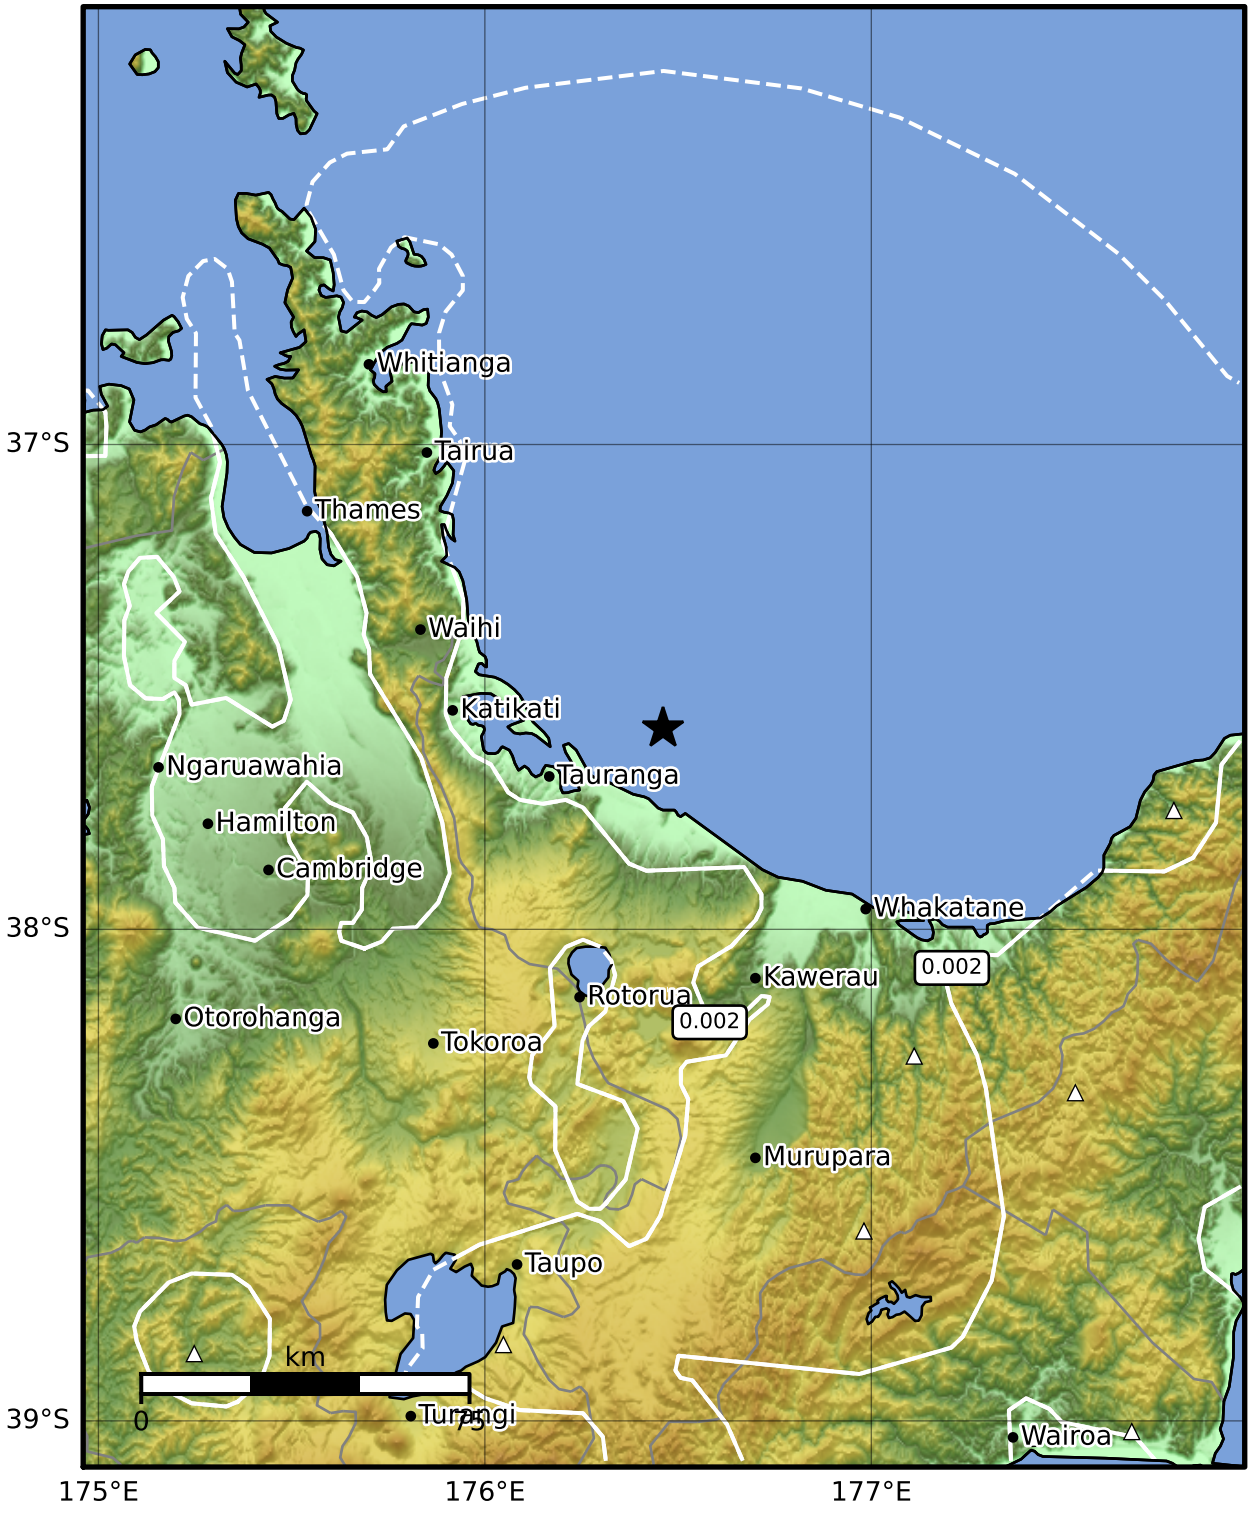 Whitianga
37°S
Tairua
Thames
Waihi
Katikati
Ngaruawahia
Tauranga
Hamilton
Cambridge
Whakatane
38°S
0.002
Kawerau
Rotorua
Otorohanga
0.002
Tokoroa
Murupara
Taupo
km
0
75
Turangi
39°S
Wairoa
175°E
176°E
177°E